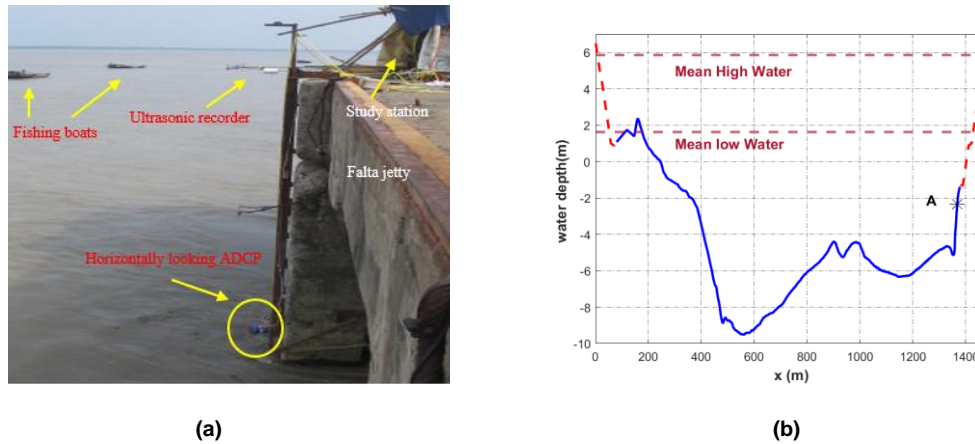 Fishing boats
Ultrasonic recorder
Study station
Falta jetty
Horizontally looking ADCP
(a)
6
4
2
0
-2
-4
-6
-8
-10
water depth(m)
Mean High Water
Mean low Water
A
0
200
400
600
800
1000
1200
1400
x (m)
(b)